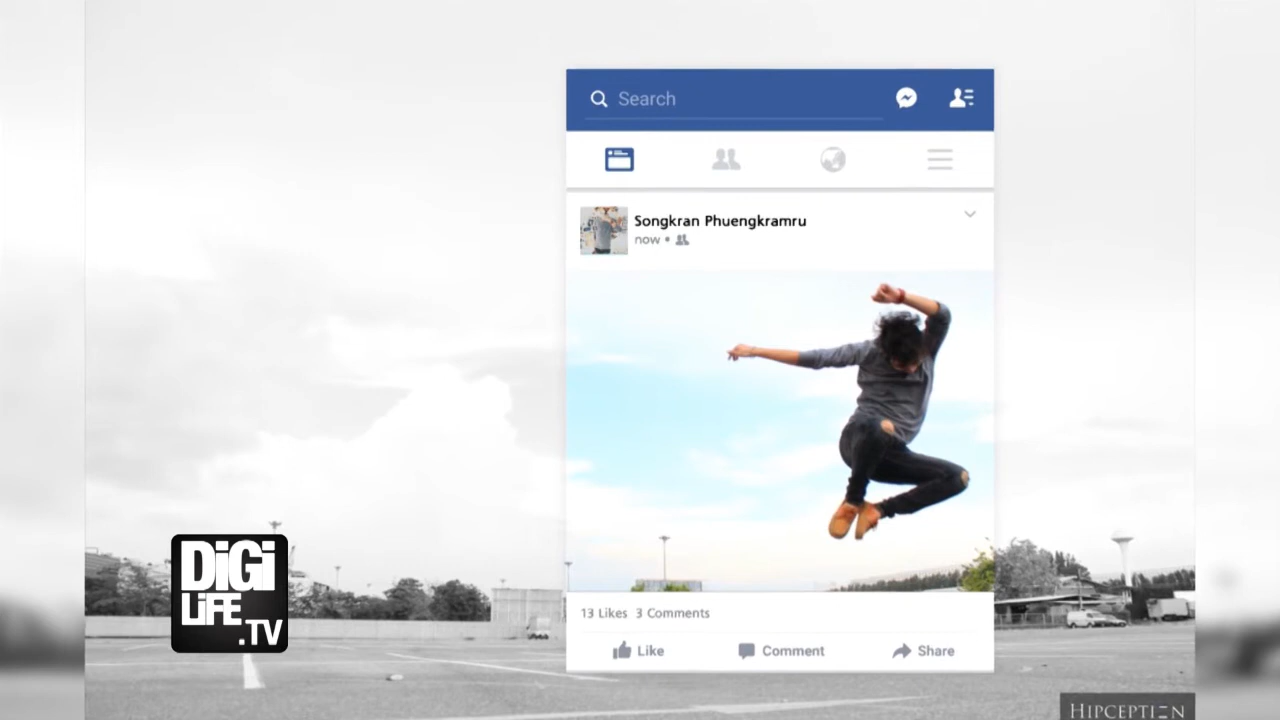 Search
Songkran Phuengkramru
now
13 Likes 3 Comments
Like Comment Share
DiGi
LiFE
.TV
HIPCEPTION